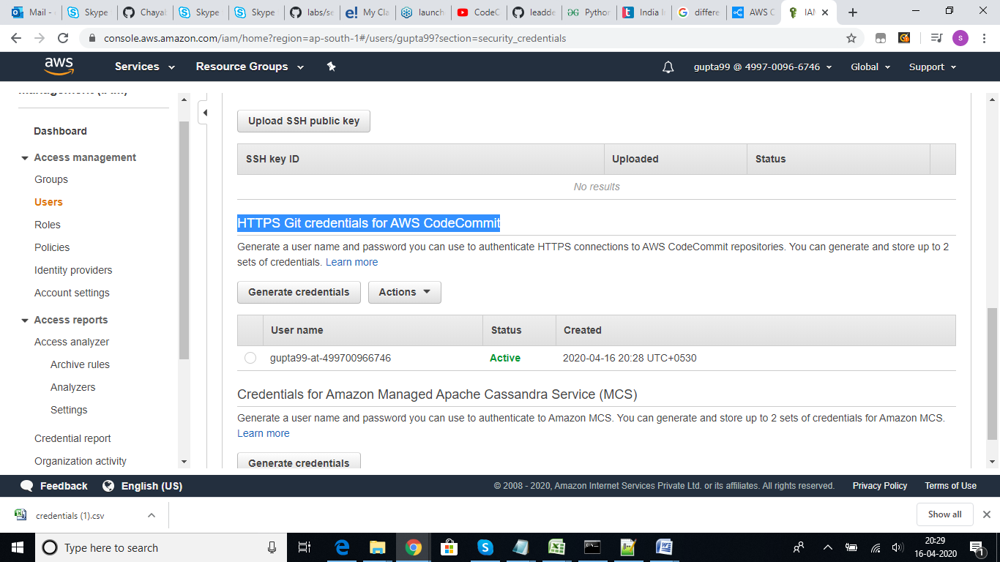 Mail -
Skype
Chayab
Skype
Skype
labs/se
e! My Cla
launch
CodeC
leadde
Python
India I
differe
AWS C
IAM
console.aws.amazon.com/iam/home?region=ap-south-1#/users/gupta99?section=security_credentials
s
aws
Services
Resource Groups
gupta99 @ 4997-0096-6746
Global
Support
Dashboard
Access management
Groups
Users
Roles
Policies
Identity providers
Account settings
Access reports
Access analyzer
Archive rules
Analyzers
Settings
Credential report
Organization activity
Upload SSH public key
SSH key ID Uploaded Status
No results
HTTPS Git credentials for AWS CodeCommit
Generate a user name and password you can use to authenticate HTTPS connections to AWS CodeCommit repositories. You can generate and store up to 2
sets of credentials. Learn more
Generate credentials Actions
User name Status Created
gupta99-at-499700966746 Active 2020-04-16 20:28 UTC+0530
Credentials for Amazon Managed Apache Cassandra Service (MCS)
Generate a user name and password you can use to authenticate to Amazon MCS. You can generate and store up to 2 sets of credentials for Amazon MCS.
Learn more
Generate credentials
Feedback English (US) © 2008 - 2020, Amazon Internet Services Private Ltd. or its affiliates. All rights reserved. Privacy Policy Terms of Use
credentials (1).csv Show all
Type here to search
20:29
16-04-2020
1